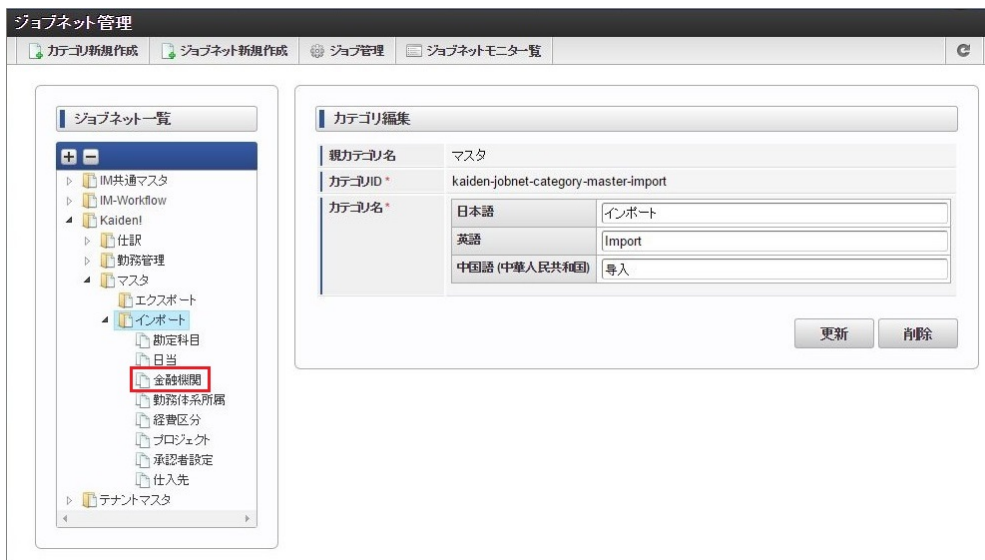 ジョブネット管理
カテゴリ新規作成 ジョブネット新規作成 ジョブ管理 ジョブネットモニタ一覧
ジョブネット一覧
IM共通マスタ
IM-Workflow
Kaiden!
仕訳
勤務管理
マスタ
エクスポート
インポート
勘定科目
日当
金融機関
勤務体系所属
経費区分
プロジェクト
承認者設定
仕入先
テナントマスタ
カテゴリ編集
親カテゴリ名 マスタ
カテゴリID* kaiden-jobnet-category-master-import
カテゴリ名*
日本語 インポート
英語 Import
中国語 (中華人民共和国) 导入
更新 削除